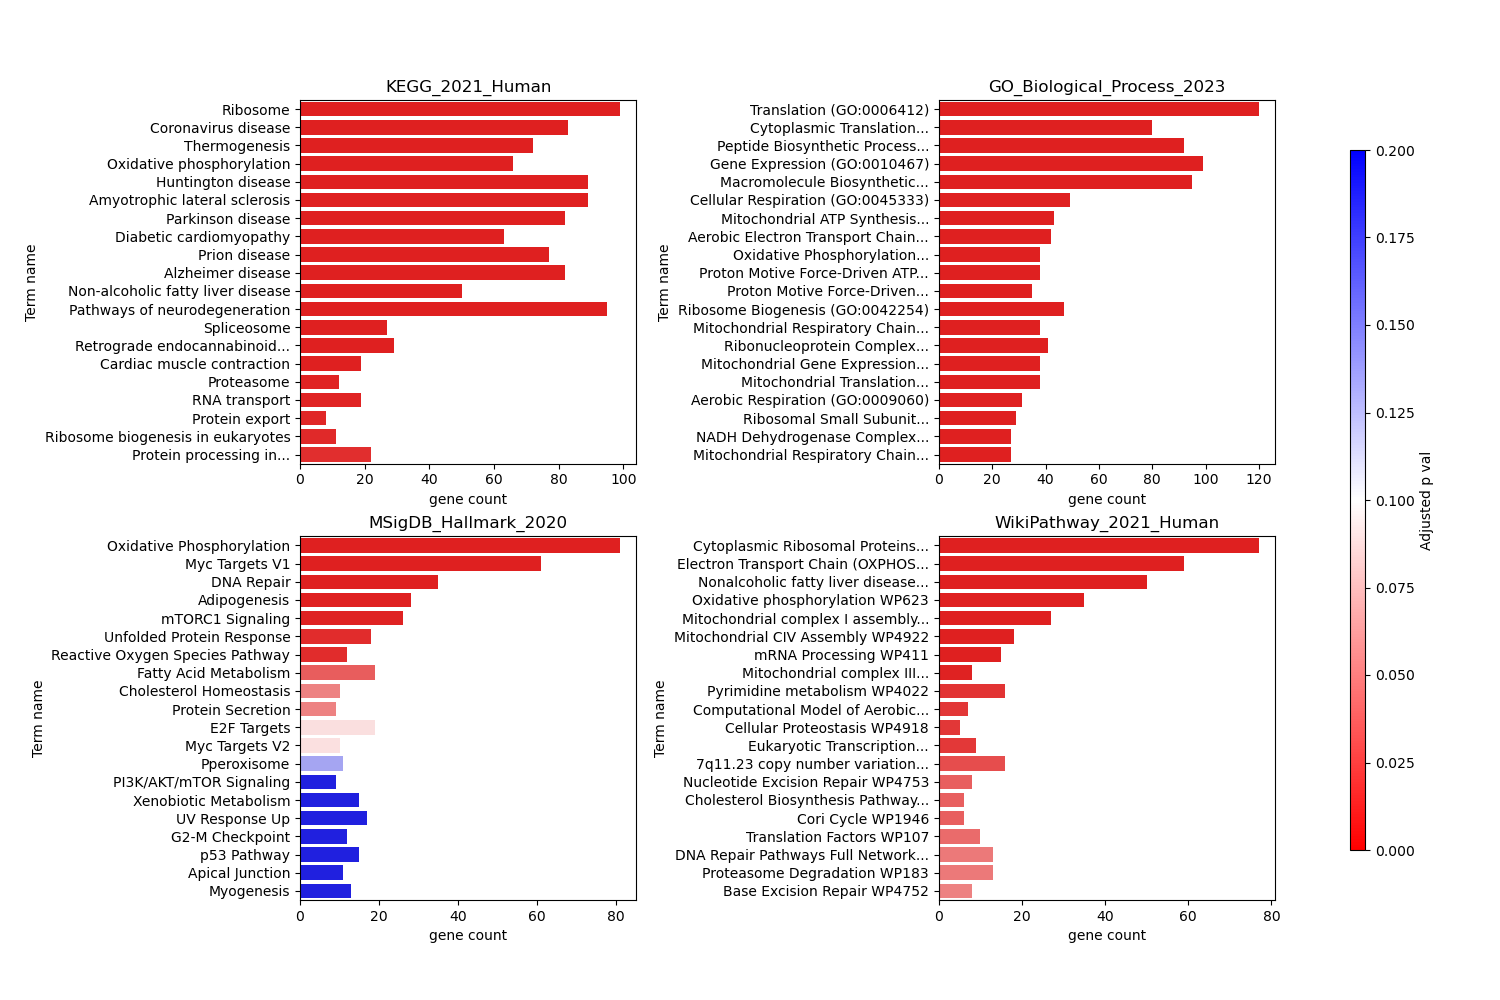 KEGG_2021_Human
Term name
Ribosome
Coronavirus disease
Thermogenesis
Oxidative phosphorylation
Huntington disease
Amyotrophic lateral sclerosis
Parkinson disease
Diabetic cardiomyopathy
Prion disease
Alzheimer disease
Non-alcoholic fatty liver disease
Pathways of neurodegeneration
Spliceosome
Retrograde endocannabinoid...
Cardiac muscle contraction
Proteasome
RNA transport
Protein export
Ribosome biogenesis in eukaryotes
Protein processing in...
0 20 40 60 80 100
gene count
GO_Biological_Process_2023
Term name
Translation (GO:0006412)
Cytoplasmic Translation...
Peptide Biosynthetic Process...
Gene Expression (GO:0010467)
Macromolecule Biosynthetic...
Cellular Respiration (GO:0045333)
Mitochondrial ATP Synthesis...
Aerobic Electron Transport Chain...
Oxidative Phosphorylation...
Proton Motive Force-Driven ATP...
Proton Motive Force-Driven...
Ribosome Biogenesis (GO:0042254)
Mitochondrial Respiratory Chain...
Ribonucleoprotein Complex...
Mitochondrial Gene Expression...
Mitochondrial Translation...
Aerobic Respiration (GO:0009060)
Ribosomal Small Subunit...
NADH Dehydrogenase Complex...
Mitochondrial Respiratory Chain...
0 20 40 60 80 100 120
gene count
MSigDB_Hallmark_2020
Term name
Oxidative Phosphorylation
Myc Targets V1
DNA Repair
Adipogenesis
mTORC1 Signaling
Unfolded Protein Response
Reactive Oxygen Species Pathway
Fatty Acid Metabolism
Cholesterol Homeostasis
Protein Secretion
E2F Targets
Myc Targets V2
Pperoxisome
PI3K/AKT/mTOR Signaling
Xenobiotic Metabolism
UV Response Up
G2-M Checkpoint
p53 Pathway
Apical Junction
Myogenesis
0 20 40 60 80
gene count
WikiPathway_2021_Human
Term name
Cytoplasmic Ribosomal Proteins...
Electron Transport Chain (OXPHOS...
Nonalcoholic fatty liver disease...
Oxidative phosphorylation WP623
Mitochondrial complex I assembly...
Mitochondrial CIV Assembly WP4922
mRNA Processing WP411
Mitochondrial complex III...
Pyrimidine metabolism WP4022
Computational Model of Aerobic...
Cellular Proteostasis WP4918
Eukaryotic Transcription...
7q11.23 copy number variation...
Nucleotide Excision Repair WP4753
Cholesterol Biosynthesis Pathway...
Cori Cycle WP1946
Translation Factors WP107
DNA Repair Pathways Full Network...
Proteasome Degradation WP183
Base Excision Repair WP4752
0 20 40 60 80
gene count
0.200
0.175
0.150
0.125
0.100
0.075
0.050
0.025
0.000
Adjusted p val